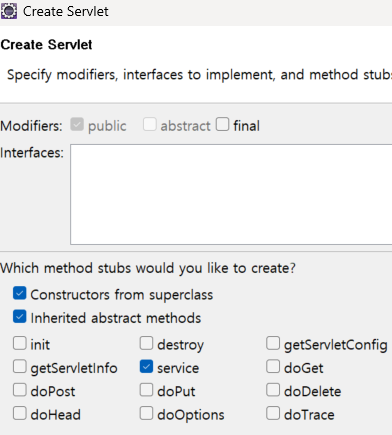 Create Servlet
Create Servlet
Specify modifiers, interfaces to implement, and method stubs
Modifiers: public abstract final
Interfaces:
Which method stubs would you like to create?
Constructors from superclass
Inherited abstract methods
init destroy getServletConfig
getServletInfo service doGet
doPost doPut doDelete
doHead doOptions doTrace